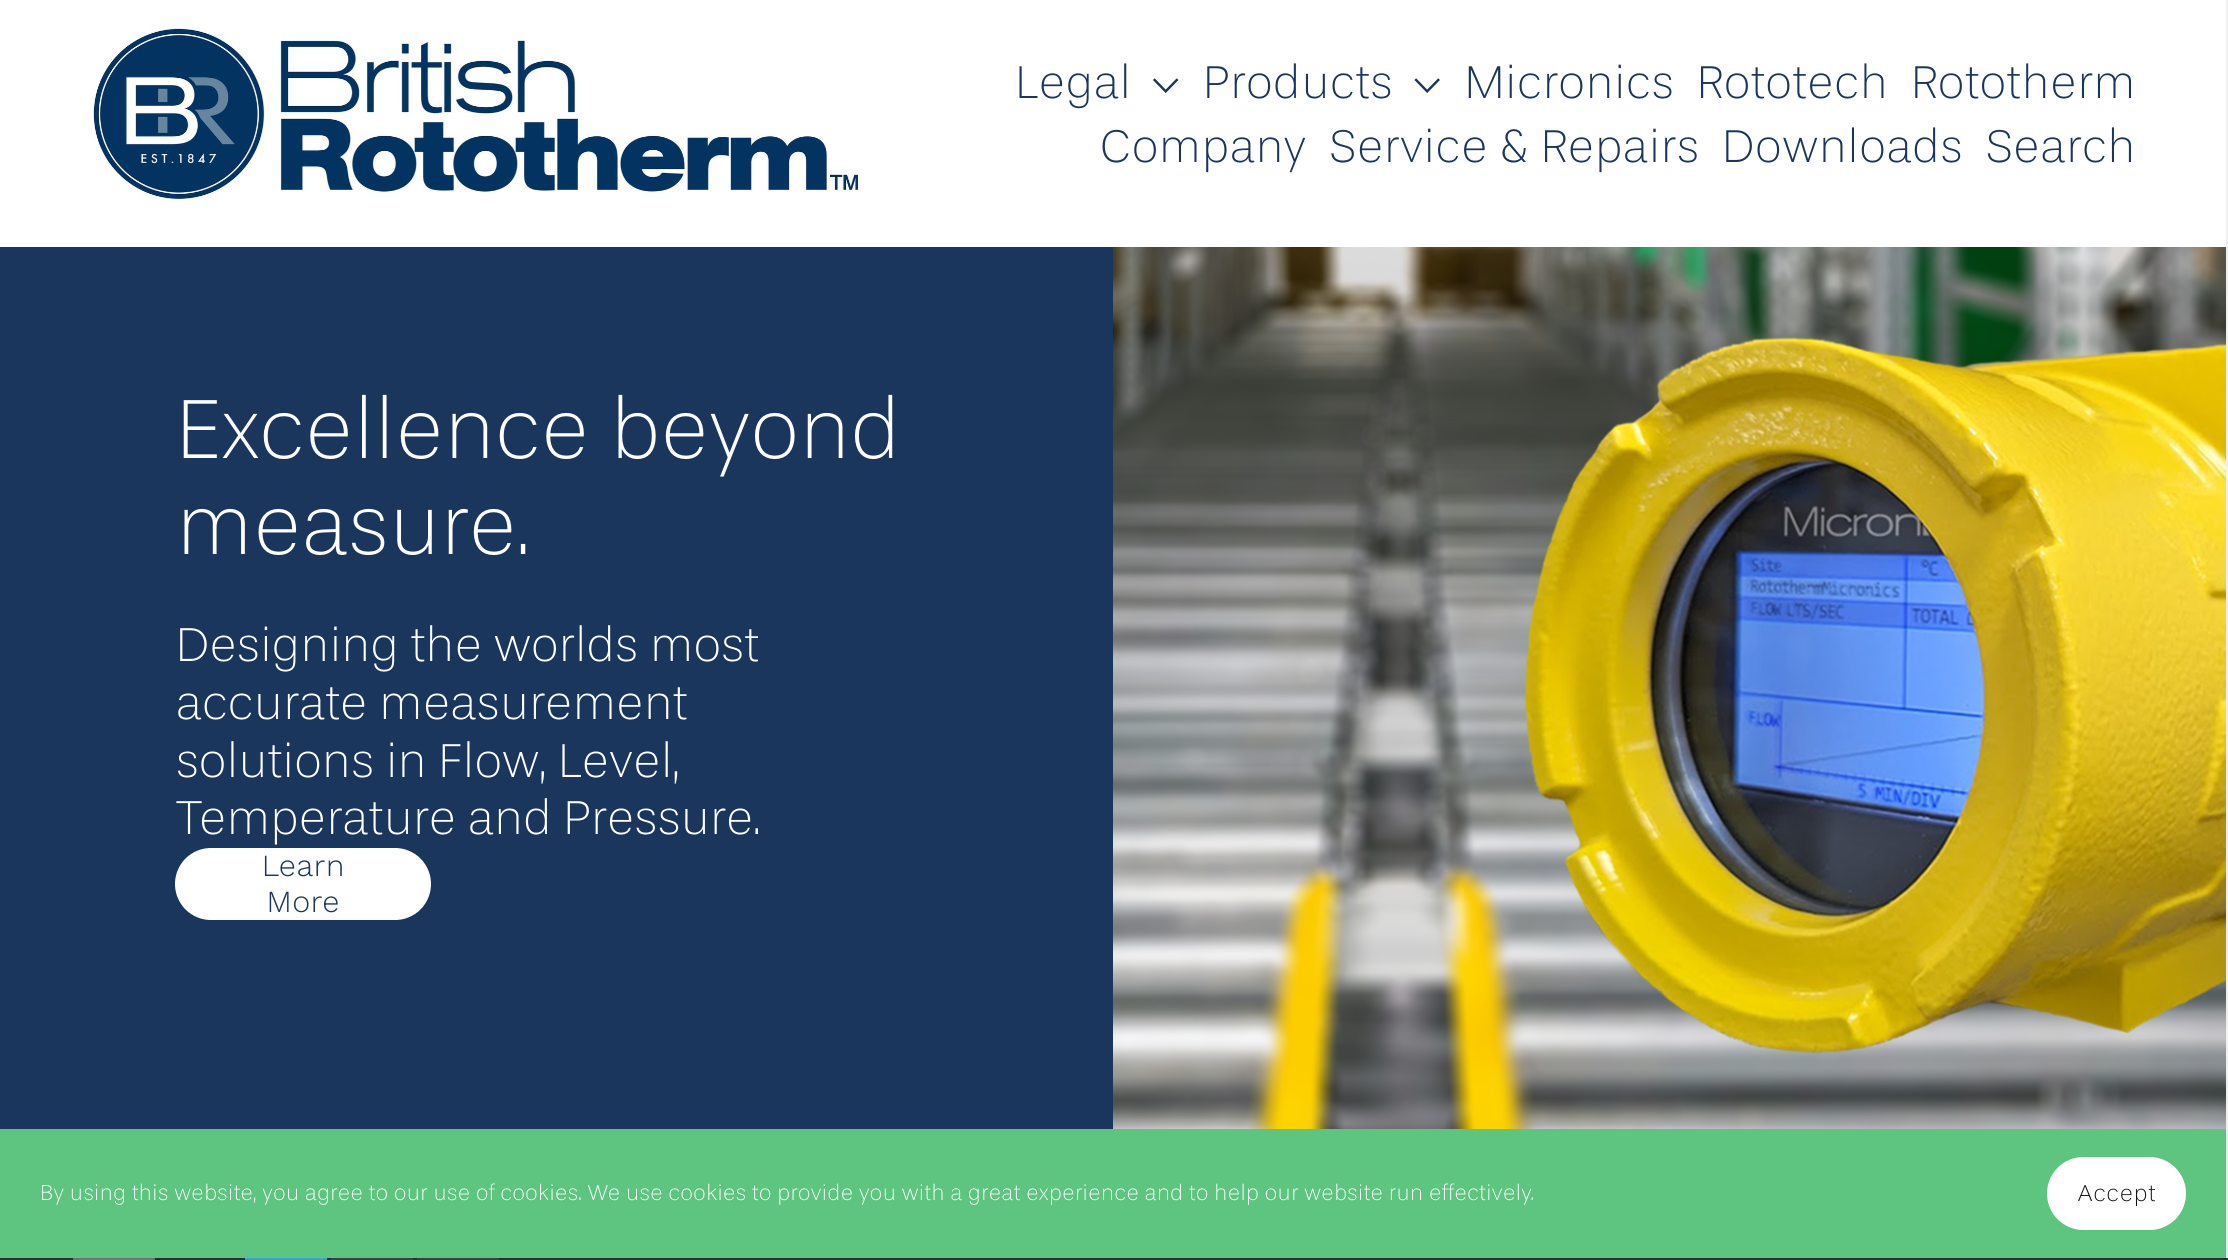 BR
EST.1847
British
Rototherm™
Legal Products Micronics Rototech Rototherm
Company Service & Repairs Downloads Search
Excellence beyond
measure.
Designing the worlds most
accurate measurement
solutions in Flow, Level,
Temperature and Pressure.
Learn
More
Micron
Site °C
RotothermMicronics
FLOW LTS/SEC TOTAL
FLOW
5 MIN/DIV
By using this website, you agree to our use of cookies. We use cookies to provide you with a great experience and to help our website run effectively.
Accept